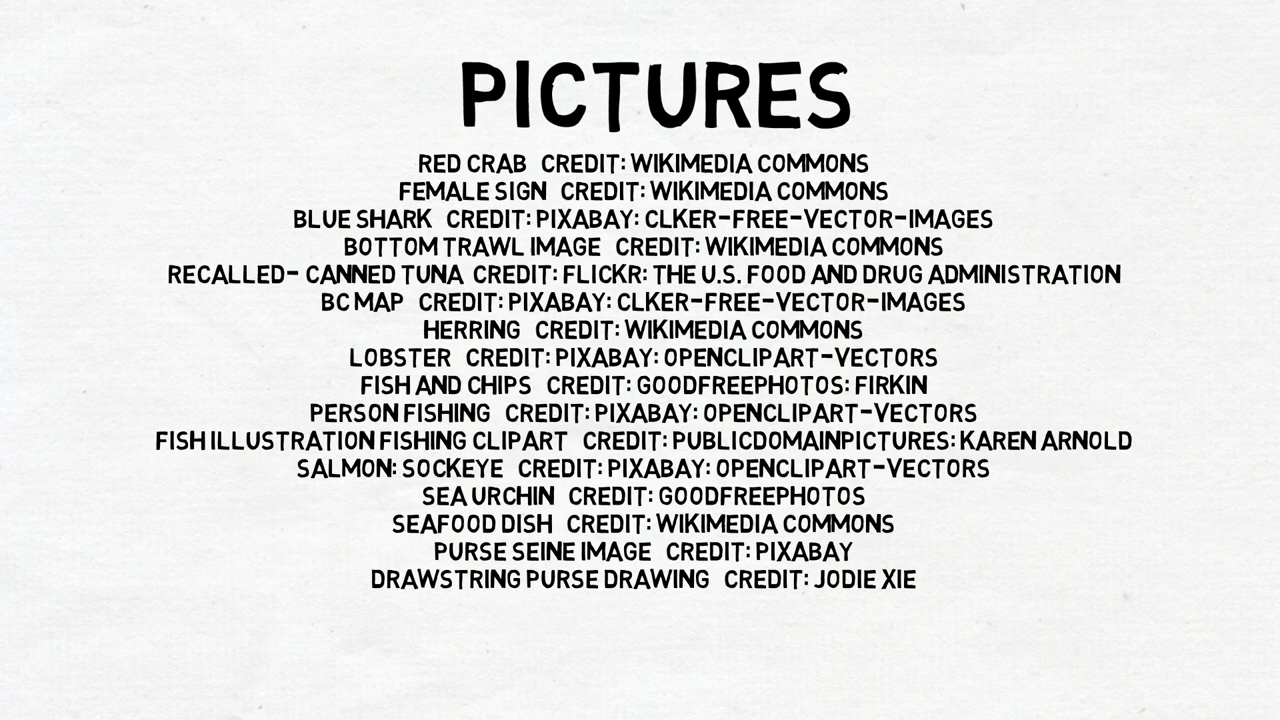 PICTURES
RED CRAB CREDIT: WIKIMEDIA COMMONS
FEMALE SIGN CREDIT: WIKIMEDIA COMMONS
BLUE SHARK CREDIT: PIXABAY: CLKER-FREE-VECTOR-IMAGES
BOTTOM TRAWL IMAGE CREDIT: WIKIMEDIA COMMONS
RECALLED- CANNED TUNA CREDIT: FLICKR: THE U.S. FOOD AND DRUG ADMINISTRATION
BC MAP CREDIT: PIXABAY: CLKER-FREE-VECTOR-IMAGES
HERRING CREDIT: WIKIMEDIA COMMONS
LOBSTER CREDIT: PIXABAY: OPENCLIPART-VECTORS
FISH AND CHIPS CREDIT: GOODFREEPHOTOS: FIRKIN
PERSON FISHING CREDIT: PIXABAY: OPENCLIPART-VECTORS
FISH ILLUSTRATION FISHING CLIPART CREDIT: PUBLICDOMAINPICTURES: KAREN ARNOLD
SALMON: SOCKEYE CREDIT: PIXABAY: OPENCLIPART-VECTORS
SEA URCHIN CREDIT: GOODFREEPHOTOS
SEAFOOD DISH CREDIT: WIKIMEDIA COMMONS
PURSE SEINE IMAGE CREDIT: PIXABAY
DRAWSTRING PURSE DRAWING CREDIT: JODIE XIE